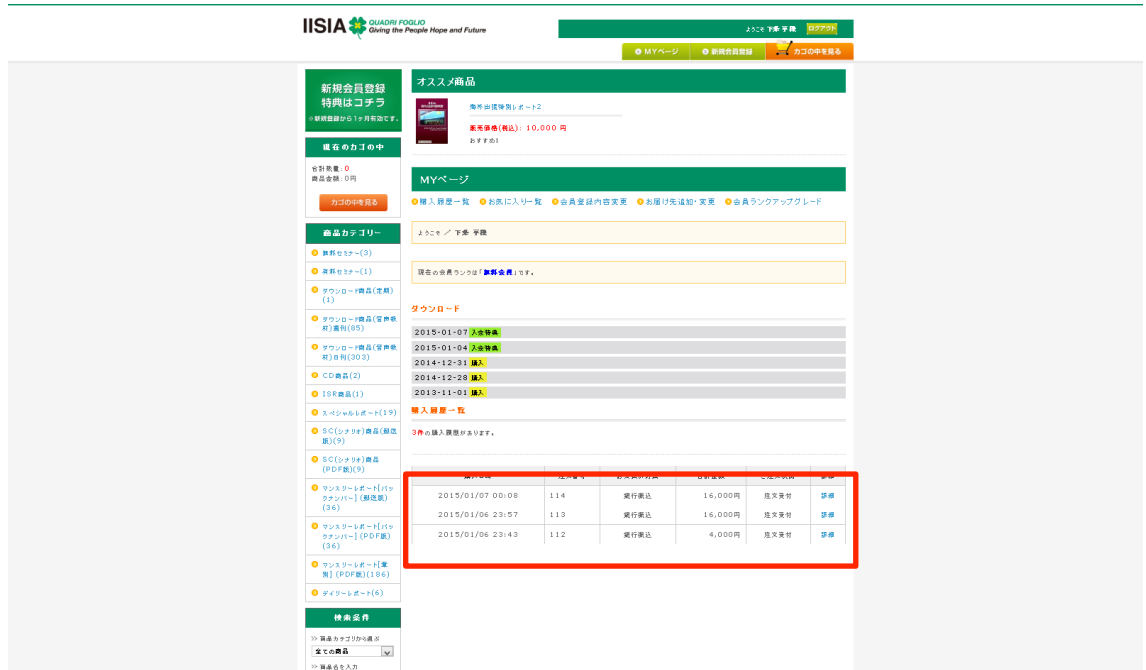 IISIA QUADRI FOGLIO
Giving the People Hope and Future
ようこそ 下条 亨稜 ログアウト
MYページ 新規会員登録 カゴの中を見る
新規会員登録
特典はコチラ
※新規登録から1ヶ月有効です。
現在のカゴの中
合計数量:0
商品金額:0円
カゴの中を見る
商品カテゴリー
無料セミナー(3)
有料セミナー(1)
ダウンロード商品(定期)
(1)
ダウンロード商品(音声教
材)週刊(85)
ダウンロード商品(音声教
材)日刊(303)
CD商品(2)
ISR商品(1)
スペシャルレポート(19)
SC(シナリオ)商品(郵送
版)(9)
SC(シナリオ)商品
(PDF版)(9)
マンスリーレポート[バッ
クナンバー](郵送版)
(36)
マンスリーレポート[バッ
クナンバー](PDF版)
(36)
マンスリーレポート[章
別](PDF版)(186)
デイリーレポート(6)
検索条件
商品カテゴリから選ぶ
全ての商品
商品名を入力
オススメ商品
海外出張特別レポート2
販売価格(税込): 10,000 円
おすすめ!
MYページ
購入履歴一覧 お気に入り一覧 会員登録内容変更 お届け先追加・変更 会員ランクアップグレード
ようこそ / 下条
現在の会員ランクは「無料会員」です。
ダウンロード
2015-01-07 入会特典
2015-01-04 入会特典
2014-12-31 購入
2014-12-28 購入
2013-11-01 購入
購入履歴一覧
3件の購入履歴があります。
2015/01/07 00:08 114 銀行振込 16,000円 注文受付 詳細
2015/01/06 23:57 113 銀行振込 16,000円 注文受付 詳細
2015/01/06 23:43 112 銀行振込 4,000円 注文受付 詳細